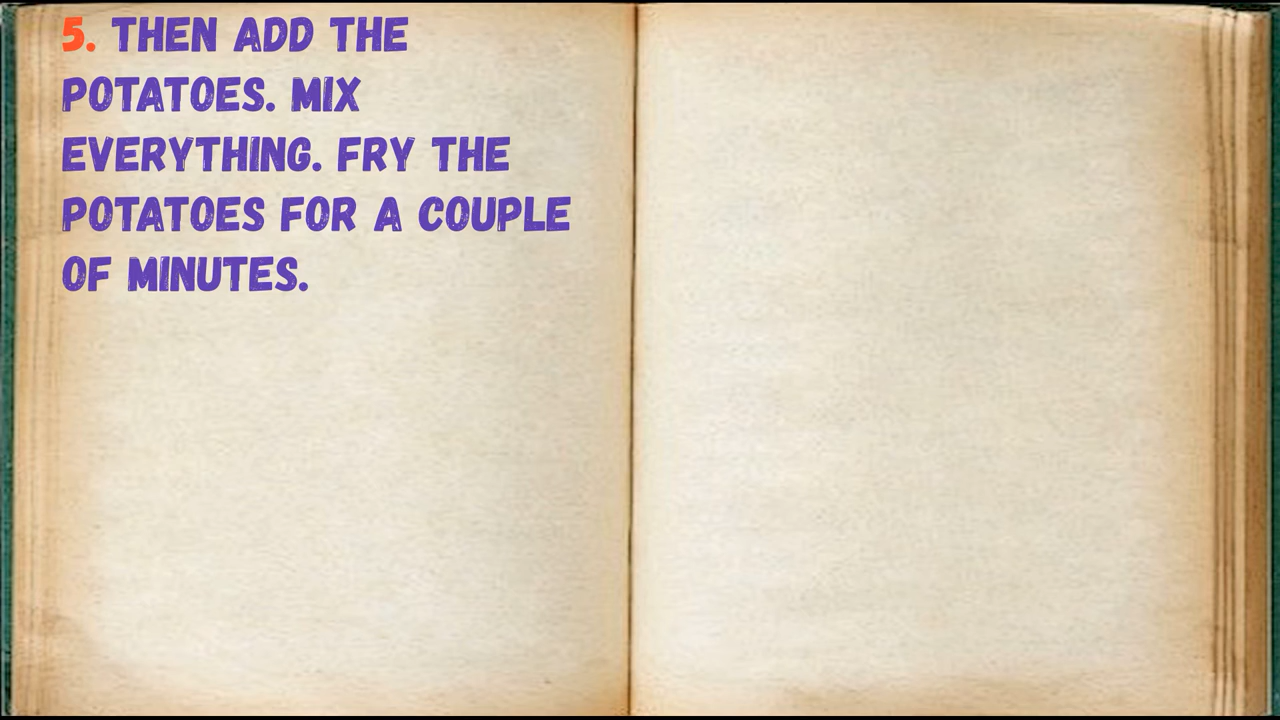 5. THEN ADD THE
POTATOES. MIX
EVERYTHING. FRY THE
POTATOES FOR A COUPLE
OF MINUTES.